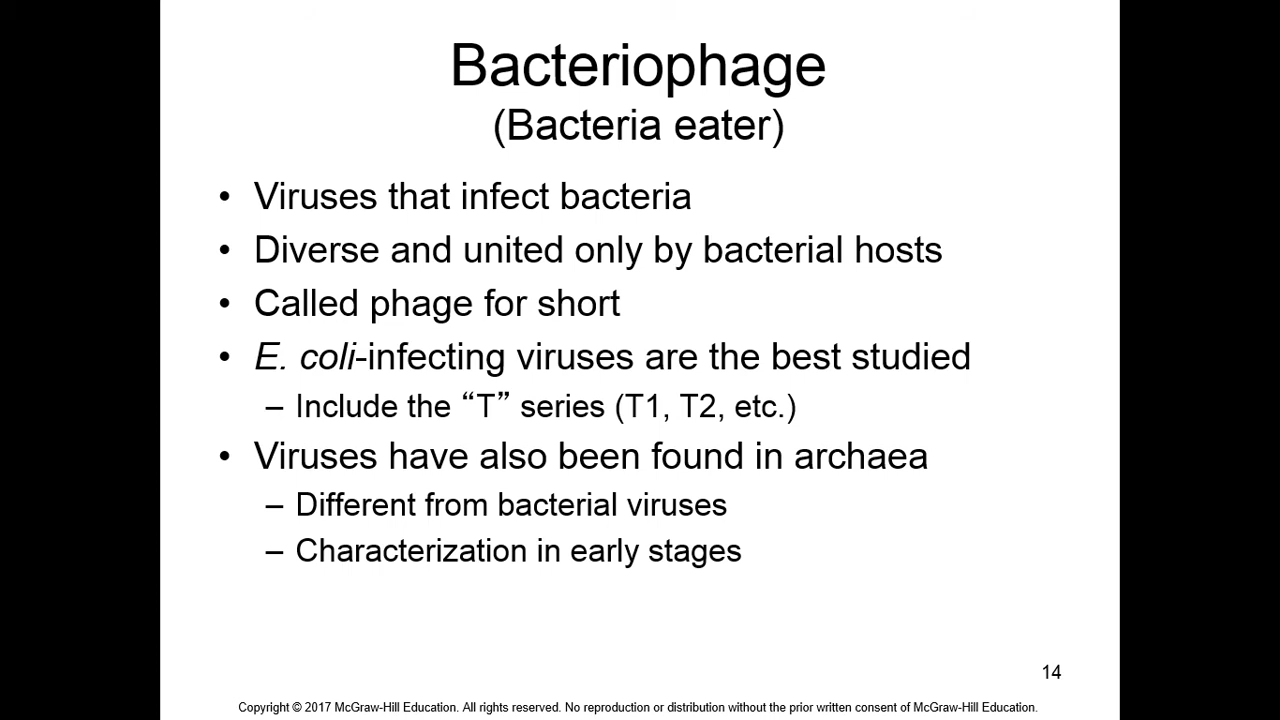 Bacteriophage
(Bacteria eater)
• Viruses that infect bacteria
• Diverse and united only by bacterial hosts
• Called phage for short
• E. coli-infecting viruses are the best studied
– Include the “T” series (T1, T2, etc.)
• Viruses have also been found in archaea
– Different from bacterial viruses
– Characterization in early stages
14
Copyright © 2017 McGraw-Hill Education. All rights reserved. No reproduction or distribution without the prior written consent of McGraw-Hill Education.